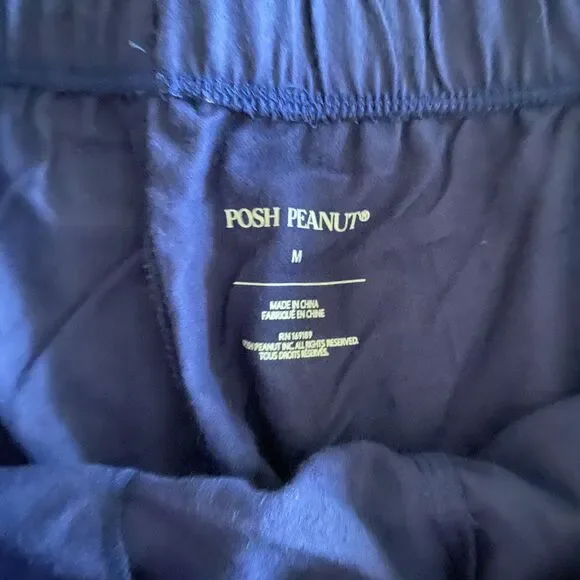 POSH PEANUT®
M
MADE IN CHINA
FABRIQUÉ EN CHINE
RN 169189
POSH PEANUT INC. ALL RIGHTS RESERVED.
TOUS DROITS RÉSERVÉS.